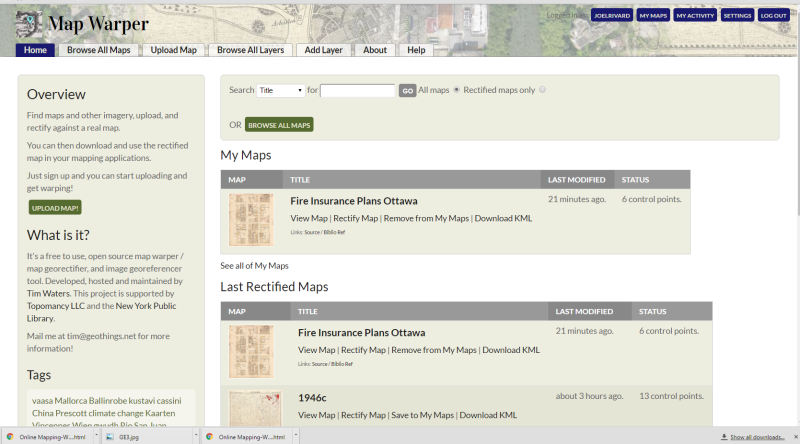 Map Warper
Logged in as JOELRIVARD MY MAPS MY ACTIVITY SETTINGS LOG OUT
Home Browse All Maps Upload Map Browse All Layers Add Layer About Help
Overview
Find maps and other imagery, upload, and
rectify against a real map.
You can then download and use the rectified
map in your mapping applications.
Just sign up and you can start uploading and
get warping!
UPLOAD MAP!
What is it?
It's a free to use, open source map warper /
map georectifier, and image georeferencer
tool. Developed, hosted and maintained by
Tim Waters. This project is supported by
Topomancy LLC and the New York Public
Library.
Mail me at tim@geothings.net for more
information!
Tags
vaasa Mallorca Ballinrobe kustavi cassini
China Prescott climate change Kaarten
Vincennes Wien gwudh Rio San Juan
Search Title for GO All maps Rectified maps only
OR BROWSE ALL MAPS
My Maps
MAP TITLE LAST MODIFIED STATUS
Fire Insurance Plans Ottawa 21 minutes ago. 6 control points.
View Map | Rectify Map | Remove from My Maps | Download KML
Links: Source / Biblio Ref
See all of My Maps
Last Rectified Maps
MAP TITLE LAST MODIFIED STATUS
Fire Insurance Plans Ottawa 21 minutes ago. 6 control points.
View Map | Rectify Map | Remove from My Maps | Download KML
Links: Source / Biblio Ref
1946c about 3 hours ago. 13 control points.
View Map | Rectify Map | Save to My Maps | Download KML
Online Mapping-W....html GE3.jpg Online Mapping-W....html Show all downloads...